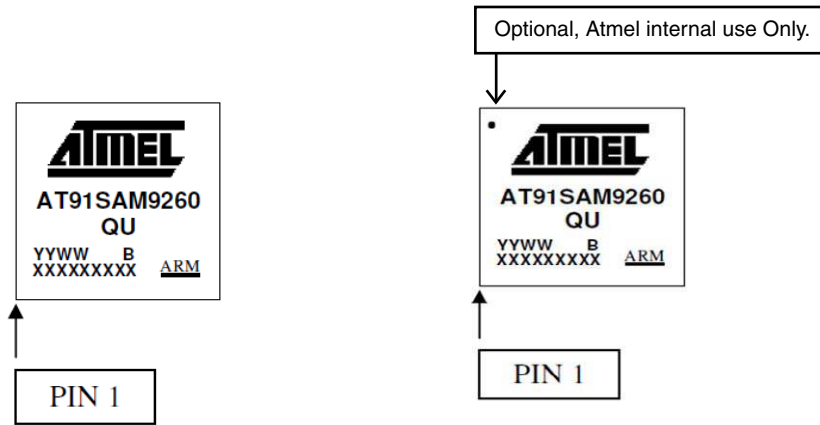 Optional, Atmel internal use Only.
ATMEL
AT91SAM9260
QU
YYWW B
XXXXXXXXX ARM
PIN 1
ATMEL
AT91SAM9260
QU
YYWW B
XXXXXXXXX ARM
PIN 1